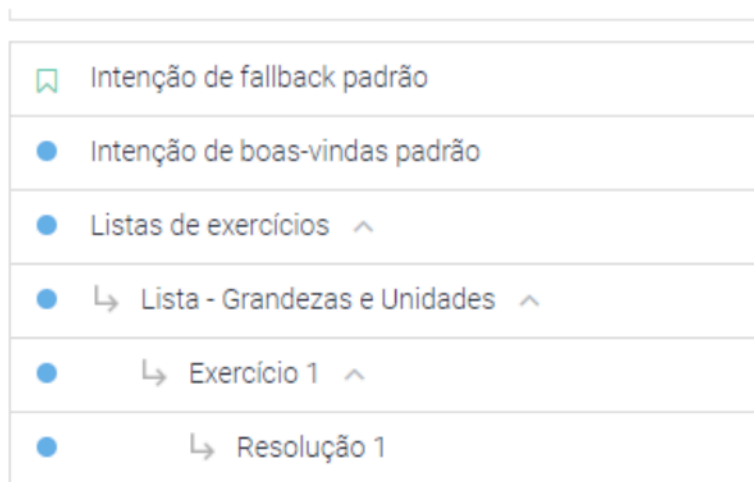 Intenção de fallback padrão
Intenção de boas-vindas padrão
Listas de exercícios
Lista - Grandezas e Unidades
Exercício 1
Resolução 1